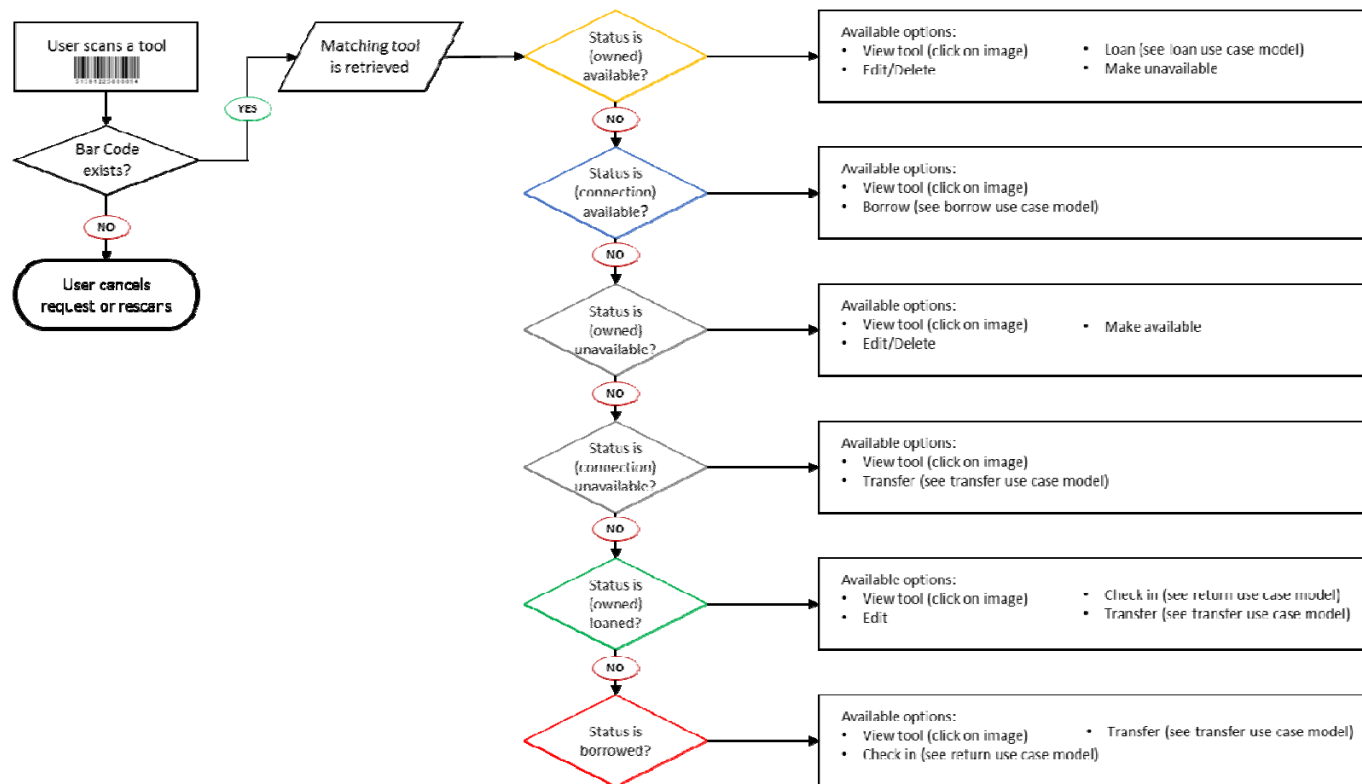 User scans a tool
Matching tool
is retrieved
YES
Bar Code
exists?
NO
User cancels
request or rescans
Status is
(owned)
available?
Available options:
• View tool (click on image)
• Edit/Delete
• Loan (see loan use case model)
• Make unavailable
NO
Status is
(connection)
available?
Available options:
• View tool (click on image)
• Borrow (see borrow use case model)
NO
Status is
(owned)
unavailable?
Available options:
• View tool (click on image)
• Edit/Delete
• Make available
NO
Status is
(connection)
unavailable?
Available options:
• View tool (click on image)
• Transfer (see transfer use case model)
NO
Status is
(owned)
loaned?
Available options:
• View tool (click on image)
• Edit
• Check in (see return use case model)
• Transfer (see transfer use case model)
NO
Status is
borrowed?
Available options:
• View tool (click on image)
• Check in (see return use case model)
• Transfer (see transfer use case model)